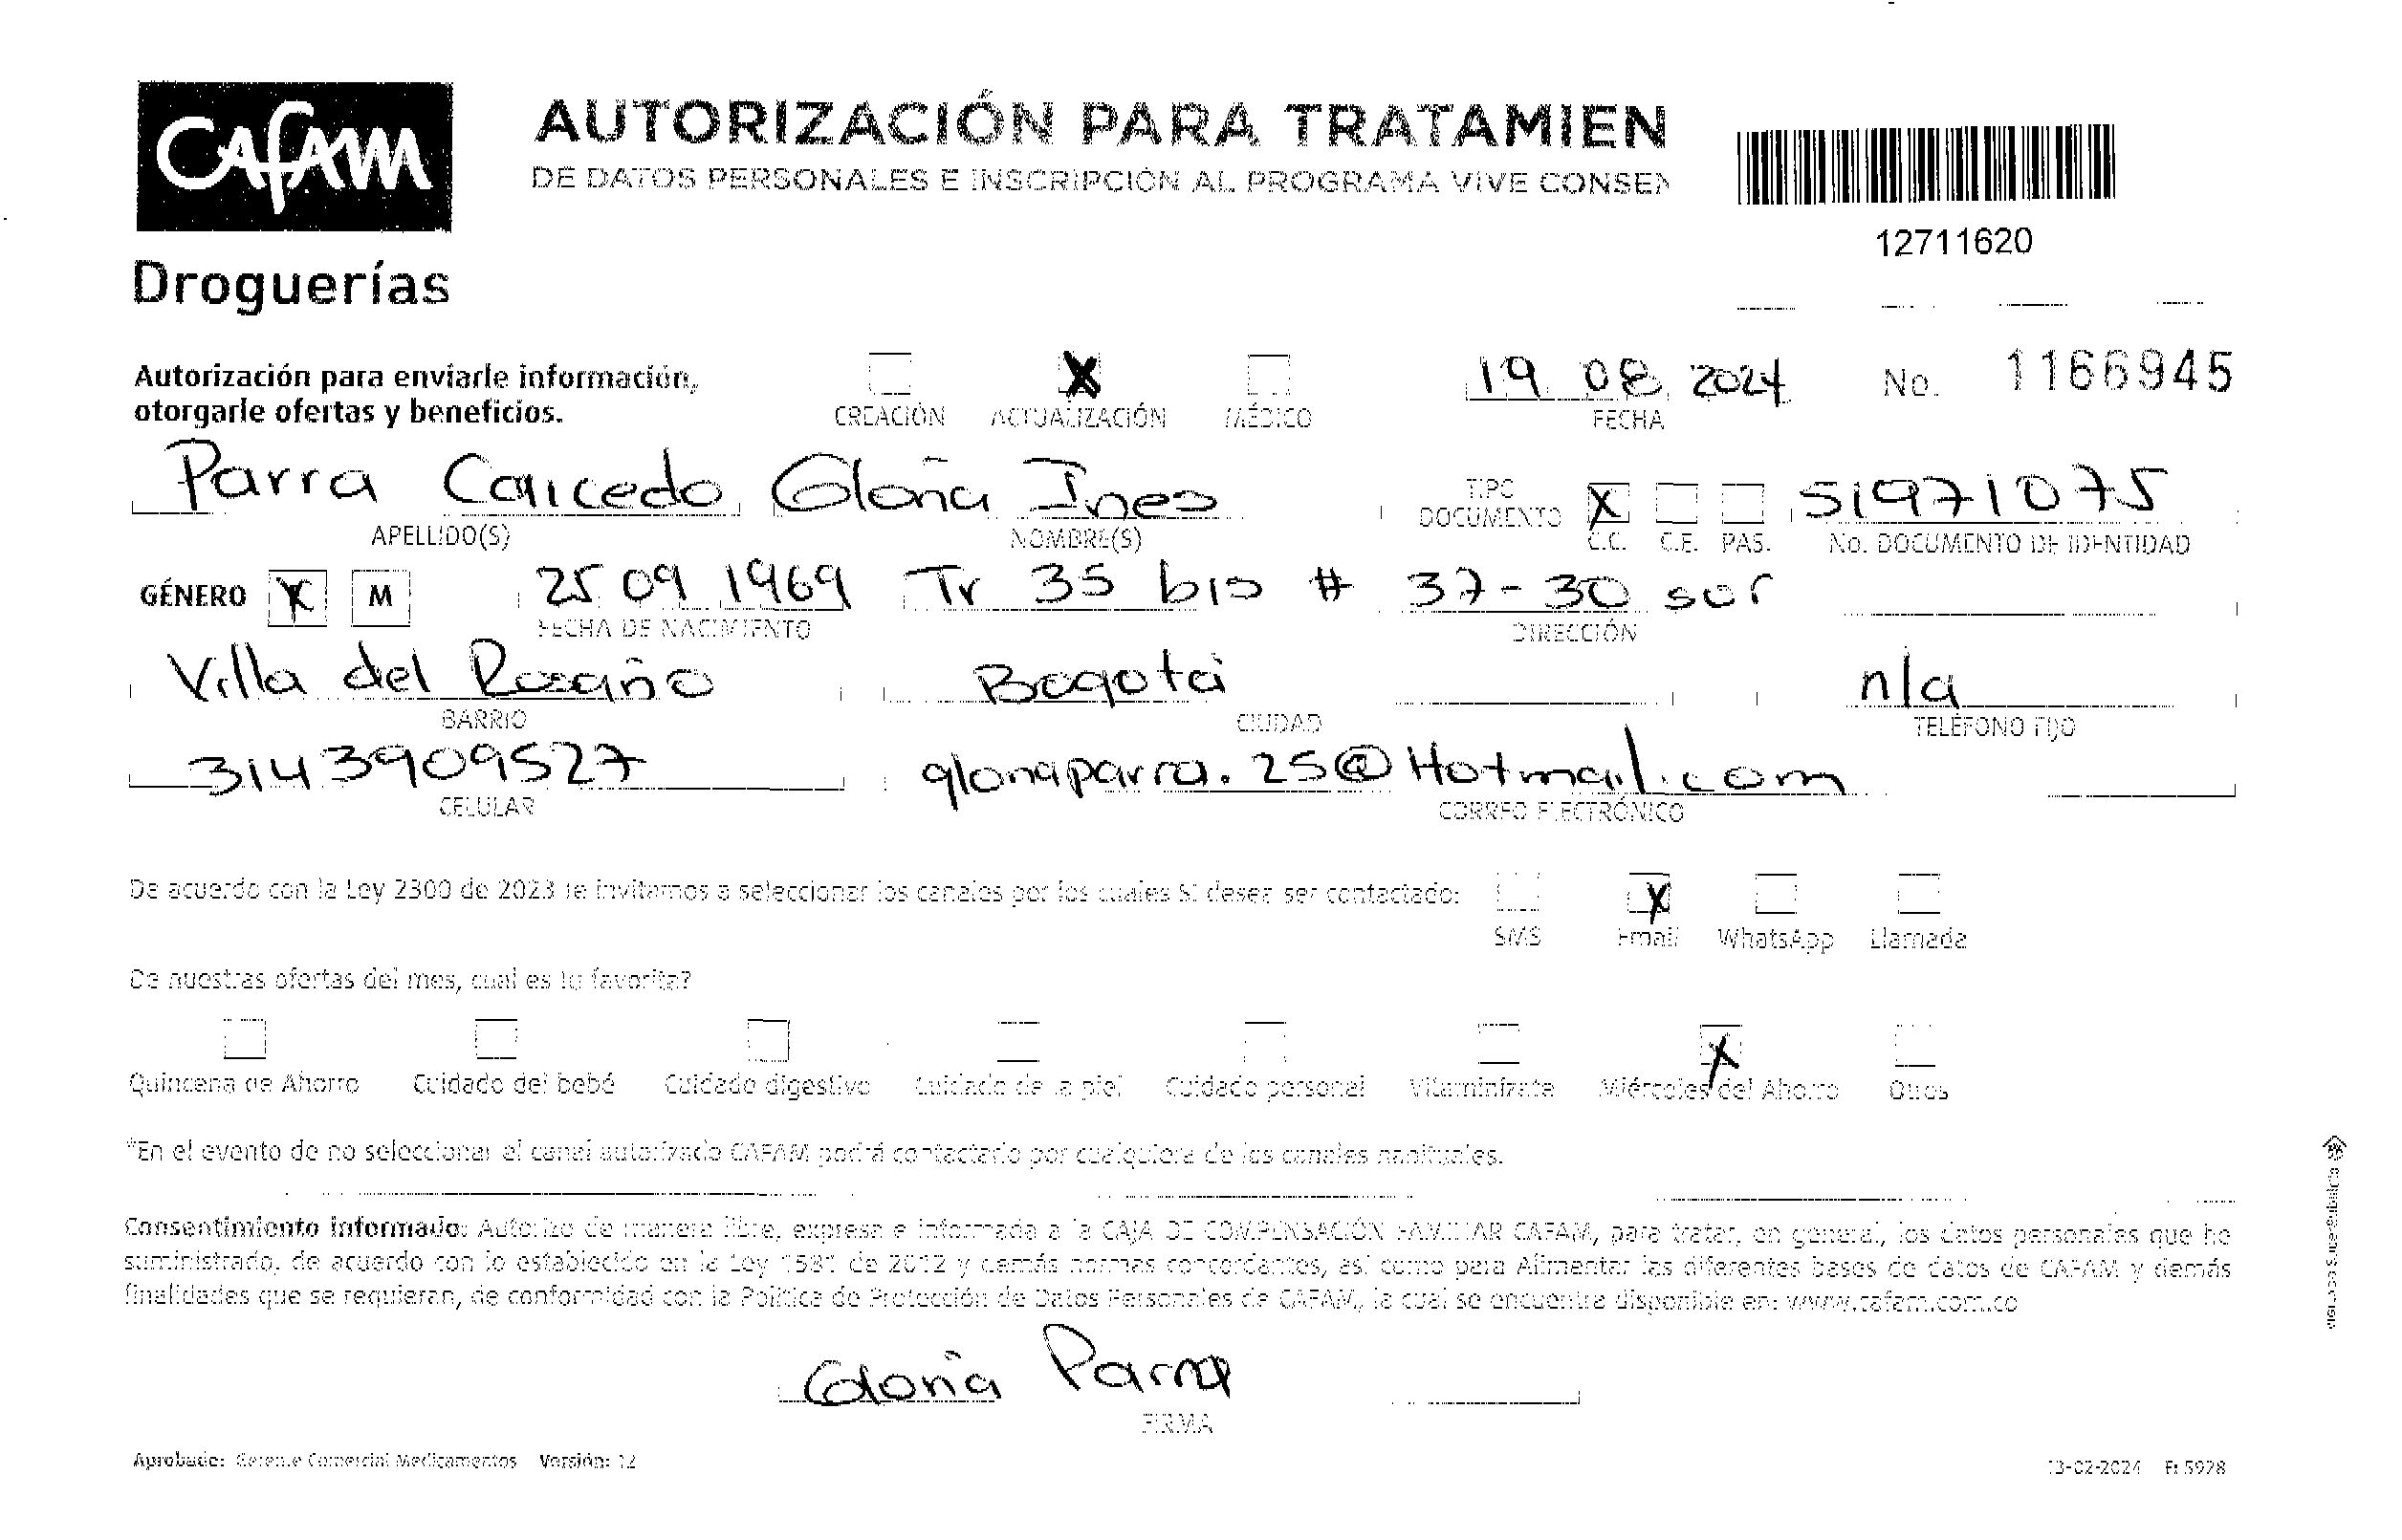 CAFAM
Droguerías
AUTORIZACIÓN PARA TRATAMIEN
DE DATOS PERSONALES E INSCRIPCIÓN AL PROGRAMA VIVE CONSEN
12711620
Autorización para enviarle información,
otorgarle ofertas y beneficios.
CREACIÓN ACTUALIZACIÓN MÉDICO
X
19 08 2024
FECHA
No. 1166945
Parra Caicedo Gloria Ines
APELLIDO(S) NOMBRE(S)
TIPO
DOCUMENTO
X
C.C. C.E. PAS.
51971075
No. DOCUMENTO DE IDENTIDAD
GÉNERO X M
25 09 1969 Tr 35 bis # 37-30 sur
FECHA DE NACIMIENTO DIRECCIÓN
Villa del Rosario Bogotá n/a
BARRIO CIUDAD TELÉFONO FIJO
3143909527 gloriaparra.25@Hotmail.com
CELULAR CORREO ELECTRÓNICO
De acuerdo con la Ley 2300 de 2023 te invitamos a seleccionar los canales por los cuales SI desea ser contactado:
X
SMS Email WhatsApp Llamada
De nuestras ofertas del mes, cual es tu favorita?
X
Quincena de Ahorro Cuidado del bebé Cuidado digestivo Cuidado de la piel Cuidado personal Vitaminízate Miércoles del Ahorro Otros
*En el evento de no seleccionar el canal autorizado CAFAM podrá contactarlo por cualquiera de los canales habituales.
Consentimiento informado: Autorizo de manera libre, expresa e informada a la CAJA DE COMPENSACIÓN FAMILIAR CAFAM, para tratar, en general, los datos personales que he
suministrado, de acuerdo con lo establecido en la Ley 1581 de 2012 y demás normas concordantes, así como para Alimentar las diferentes bases de datos de CAFAM y demás
finalidades que se requieran, de conformidad con la Política de Protección de Datos Personales de CAFAM, la cual se encuentra disponible en: www.cafam.com.co
Gloria Parra
FIRMA
Aprobado: Gerente Comercial Medicamentos Versión: 12
13-02-2024 F: 5928